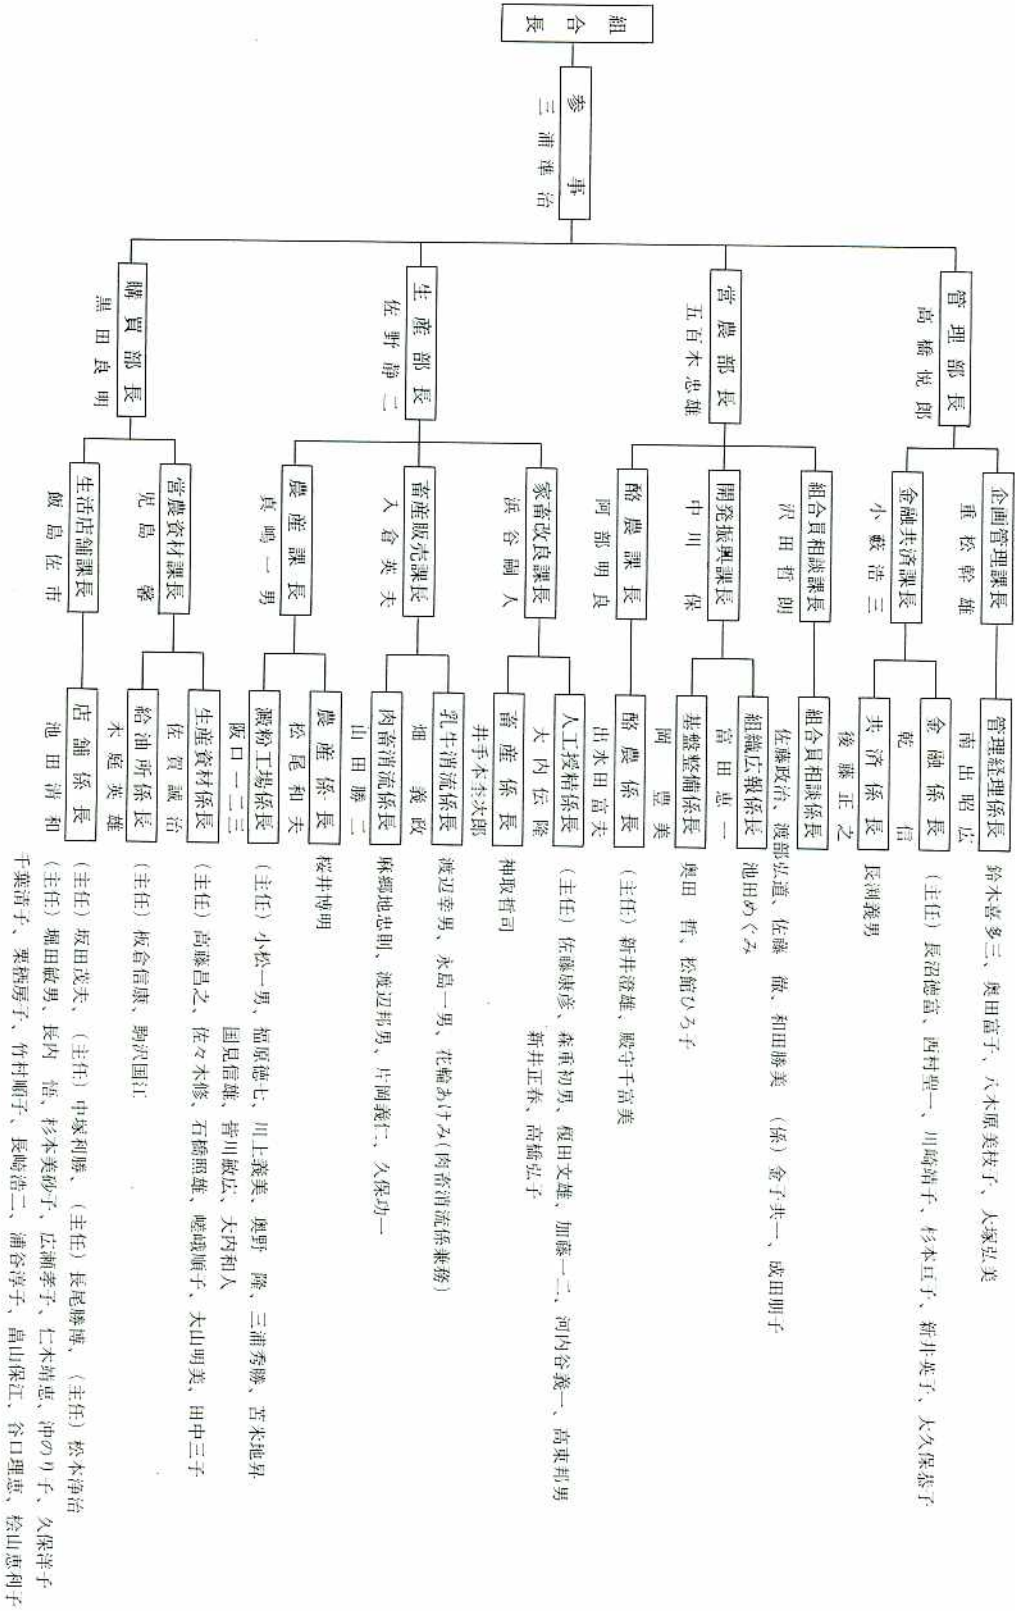 組合長
参事
三浦準治
管理部長
高橋悦郎
企画管理課長
重松幹雄
管理経理係長
南出昭広
鈴木喜多三、奥田富子、六木原美枝子、大塚弘美
金融共済課長
小薮浩三
金融係長
乾 信
(主任)長沼徳富、西村聖一、川崎靖子、杉本亘子、新井英子、大久保恭子
共済係長
後藤正之
長渕義男
営農部長
五百木忠雄
組合員相談課長
沢田哲朗
組合員相談係長
佐藤政治、渡部弘道、佐藤 徹、和田勝美 (係)金子共一、成田朋子
開発振興課長
中川 保
組織広報係長
富田恵一
池田めぐみ
基盤整備係長
岡 豊美
奥田 哲、松館ひろ子
酪農課長
阿部明良
酪農係長
出水田富夫
(主任)新井澄雄、殿守千富美
生産部長
佐野静二
家畜改良課長
浜谷嗣人
人工授精係長
大内伝隆
(主任)佐藤康彦、森重初男、榎田文雄、加藤一二、河内谷義一、高東邦男
新井正春、高橋弘子
畜産係長
井手本李次郎
神取哲司
畜産販売課長
入倉英夫
乳牛消流係長
畑 義政
渡辺幸男、永島一男、花輪あけみ(肉畜消流係兼務)
肉畜消流係長
山田勝二
麻郷地忠則、渡辺邦男、片岡義仁、久保功一
農産課長
真嶋一男
農産係長
松尾和夫
桜井博明
澱粉工場係長
阪口一二三
(主任)小松一男、福原徳七、川上義美、奥野 隆、三浦秀勝、苫米地昇
国見信雄、皆川敏広、大内和人
購買部長
黒田良明
営農資材課長
児島 馨
生産資材係長
佐賀誠治
(主任)高藤昌之、佐々木修、石橋照雄、嵯峨順子、大山明美、田中三子
給油所係長
木庭英雄
(主任)板倉信康、駒沢国江
生活店舗課長
飯島佐市
店舗係長
池田清和
(主任)坂田茂夫、(主任)中塚利勝、(主任)長尾勝博、(主任)松本浄治
(主任)堀田敏男、長内 悟、杉本美砂子、広瀬孝子、仁木靖恵、沖のり子、久保洋子
千葉清子、栗栖房子、竹村順子、長崎浩二、浦谷淳子、畠山保江、谷口理恵、桧山恵利子